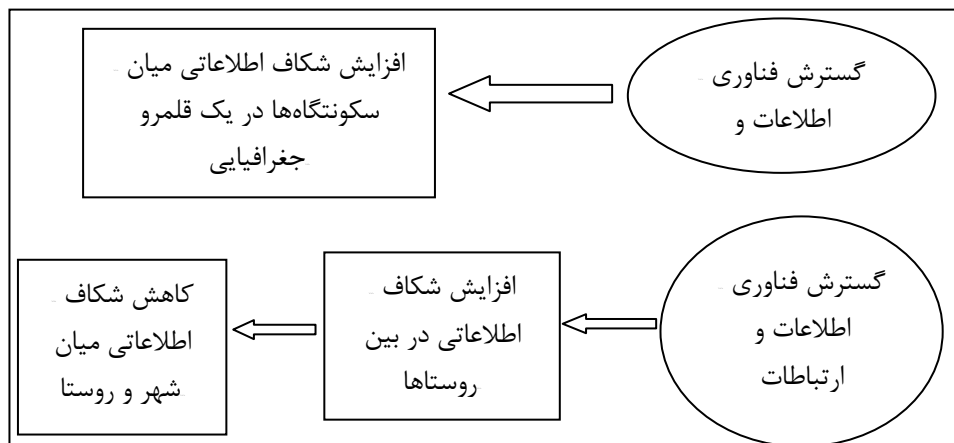 گسترش فناوری
اطلاعات و
افزایش شکاف اطلاعاتی میان
سکونتگاه‌ها در یک قلمرو
جغرافیایی
گسترش فناوری
اطلاعات و
ارتباطات
افزایش شکاف
اطلاعاتی در بین
روستاها
کاهش شکاف
اطلاعاتی میان
شهر و روستا